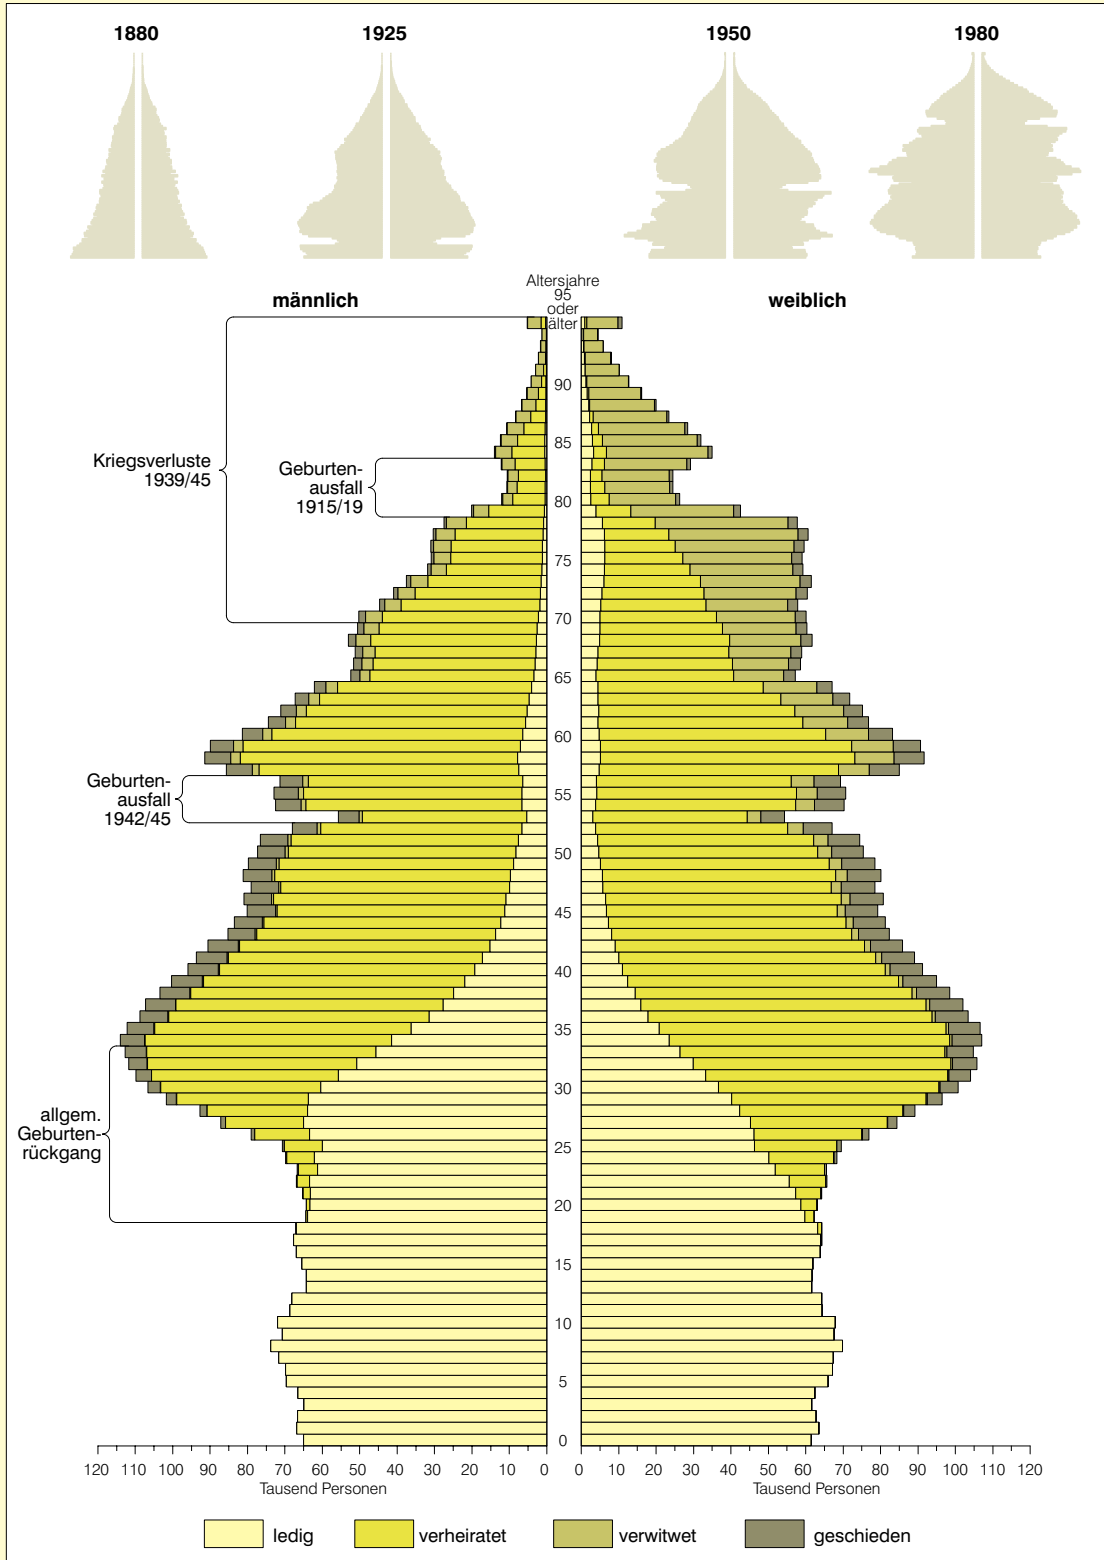 1880
1925
1950
1980
männlich
Altersjahre
95
oder
älter
weiblich
Kriegsverluste
1939/45
Geburten-
ausfall
1915/19
Geburten-
ausfall
1942/45
allgem.
Geburten-
rückgang
90
85
80
75
70
65
60
55
50
45
40
35
30
25
20
15
10
5
0
120 110 100 90 80 70 60 50 40 30 20 10 0
0 10 20 30 40 50 60 70 80 90 100 110 120
Tausend Personen
Tausend Personen
ledig
verheiratet
verwitwet
geschieden